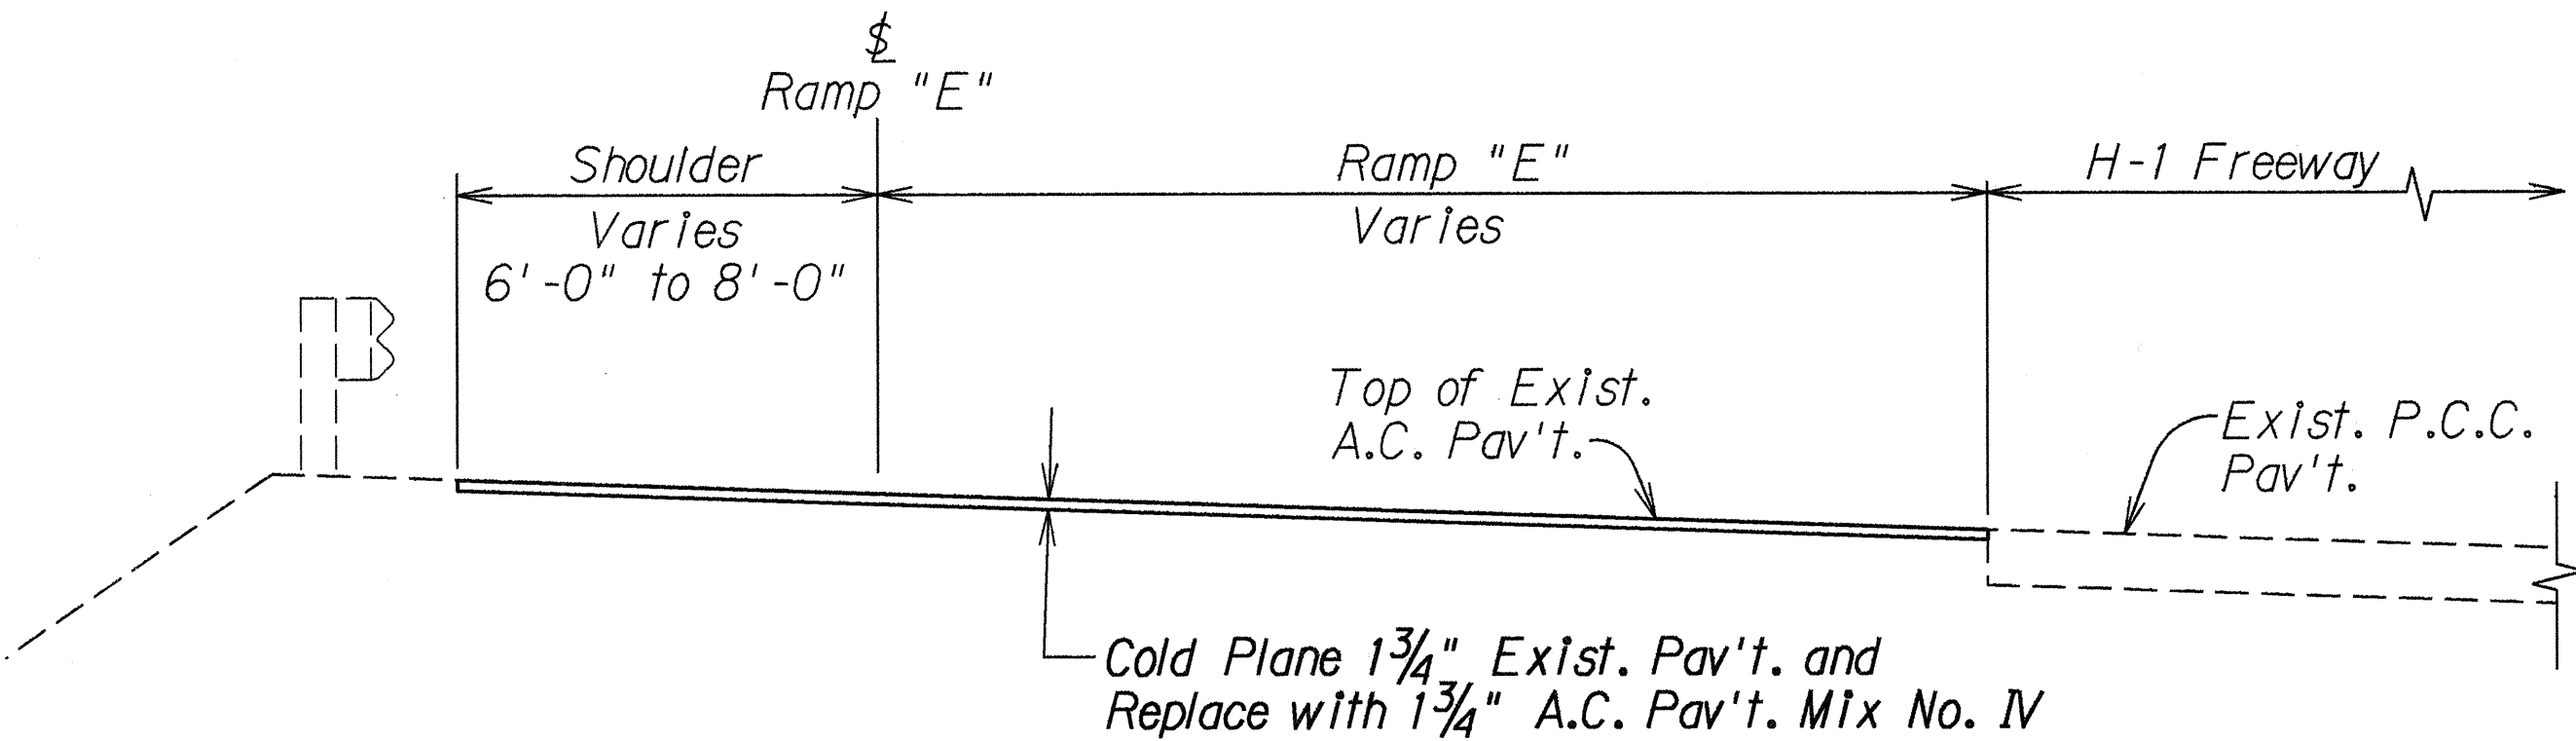 ℄
Ramp "E"
Shoulder
Varies
6'-0" to 8'-0"
Ramp "E"
Varies
H-1 Freeway
Top of Exist.
A.C. Pav't.
Exist. P.C.C.
Pav't.
Cold Plane 1¾" Exist. Pav't. and
Replace with 1¾" A.C. Pav't. Mix No. IV